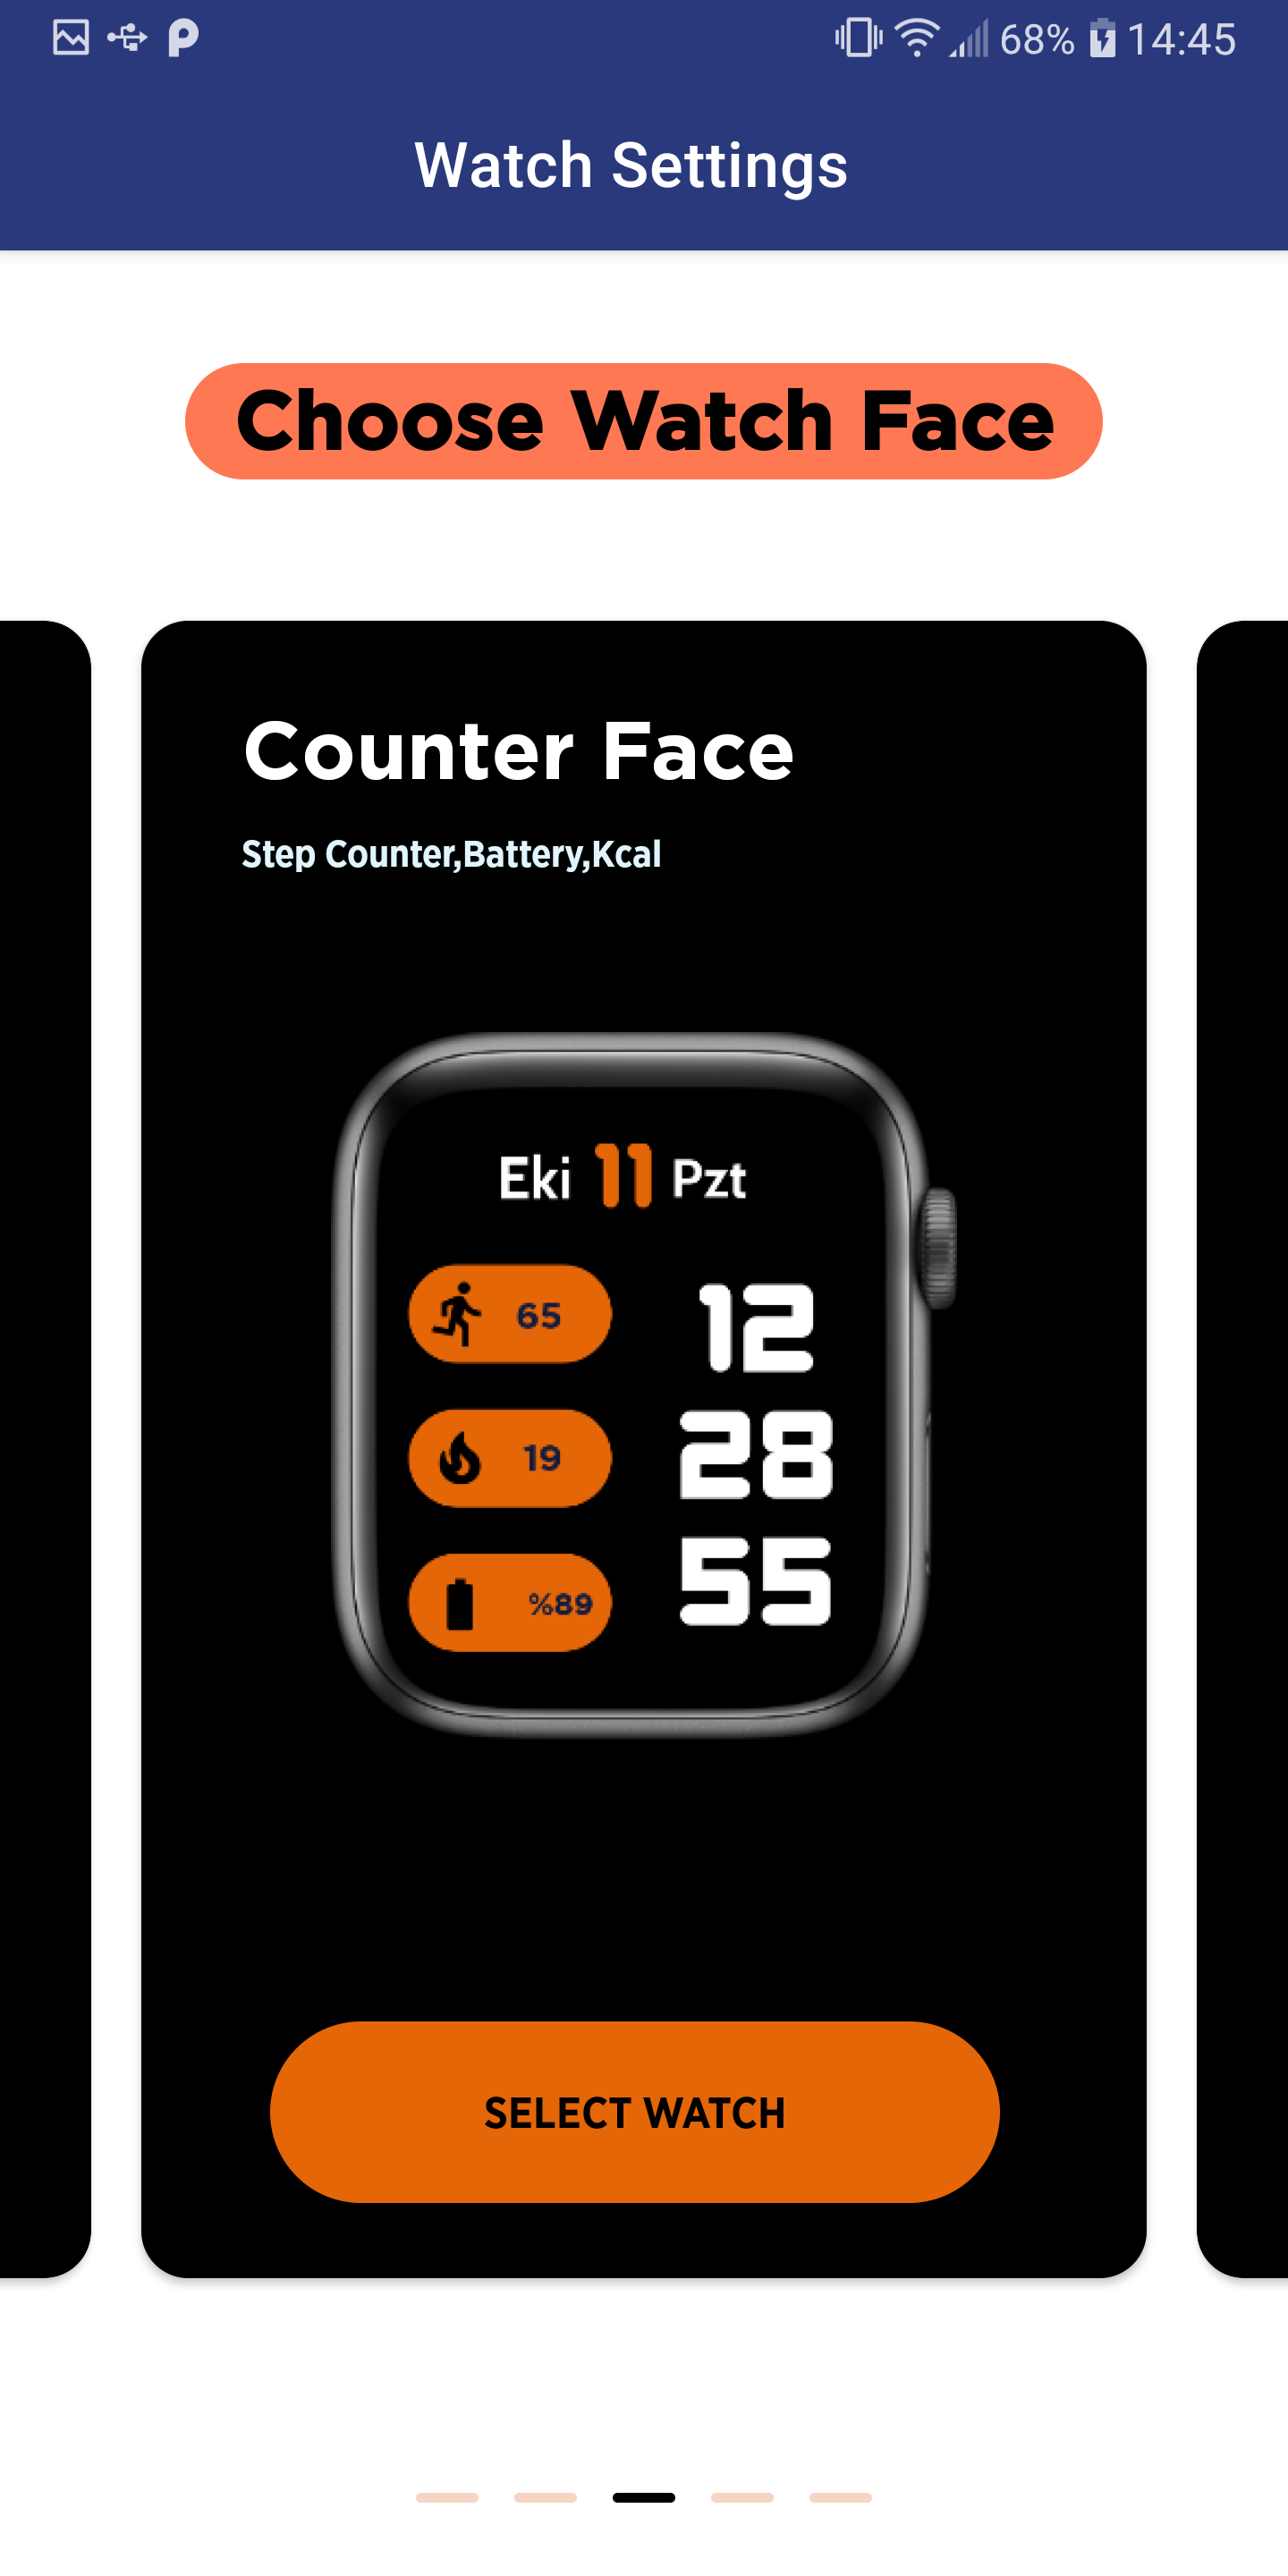 68% 14:45
Watch Settings
Choose Watch Face
Counter Face
Step Counter,Battery,Kcal
Eki 11 Pzt
65
12
19
28
%89
55
SELECT WATCH